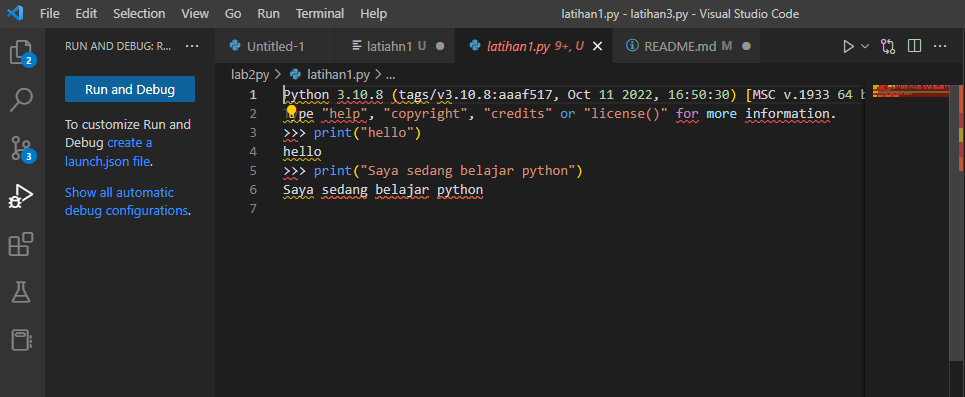 File Edit Selection View Go Run Terminal Help latihan1.py - latihan3.py - Visual Studio Code
RUN AND DEBUG: R... ···
Untitled-1 latiahn1 U latihan1.py 9+, U README.md M
lab2py > latihan1.py > ...
2
3
Run and Debug
To customize Run and
Debug create a
launch.json file.
Show all automatic
debug configurations.
1 Python 3.10.8 (tags/v3.10.8:aaaf517, Oct 11 2022, 16:50:30) [MSC v.1933 64 b
2 Type "help", "copyright", "credits" or "license()" for more information.
3 >>> print("hello")
4 hello
5 >>> print("Saya sedang belajar python")
6 Saya sedang belajar python
7